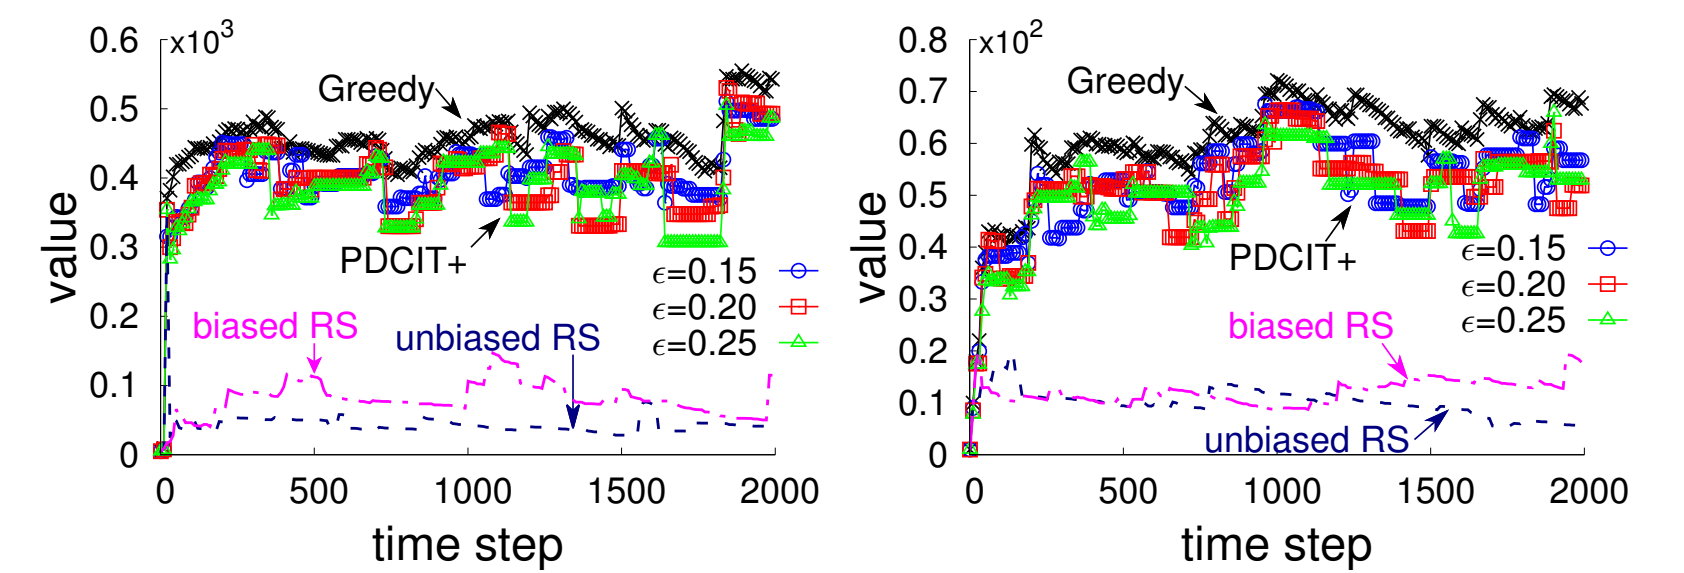 0.6
x10^3
0.5
0.4
0.3
0.2
0.1
0
value
Greedy
PDCIT+
ϵ=0.15
ϵ=0.20
ϵ=0.25
biased RS
unbiased RS
0 500 1000 1500 2000
time step
0.8
x10^2
0.7
0.6
0.5
0.4
0.3
0.2
0.1
0
value
Greedy
PDCIT+
ϵ=0.15
ϵ=0.20
ϵ=0.25
biased RS
unbiased RS
0 500 1000 1500 2000
time step